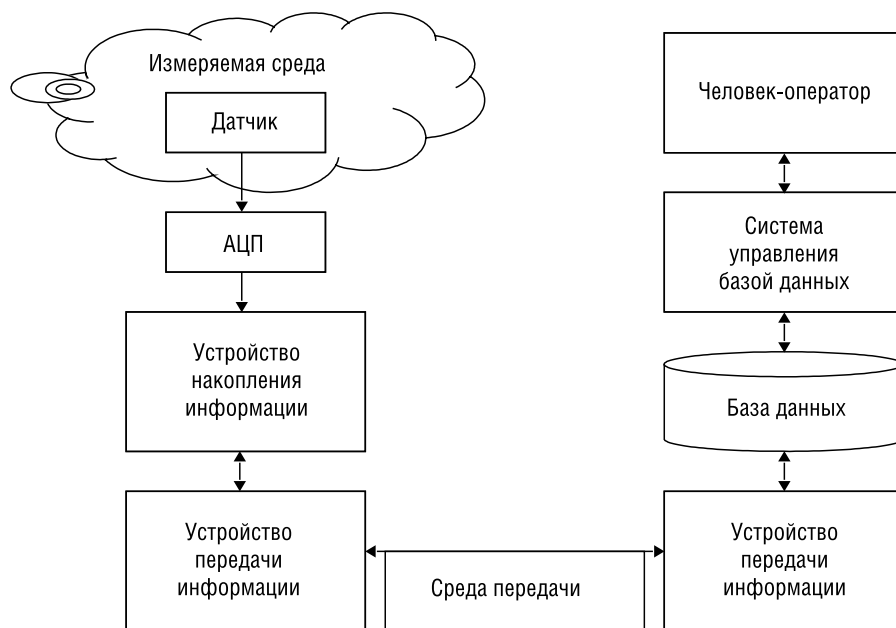 Измеряемая среда
Датчик
АЦП
Устройство
накопления
информации
Устройство
передачи
информации
Среда передачи
Человек-оператор
Система
управления
базой данных
База данных
Устройство
передачи
информации